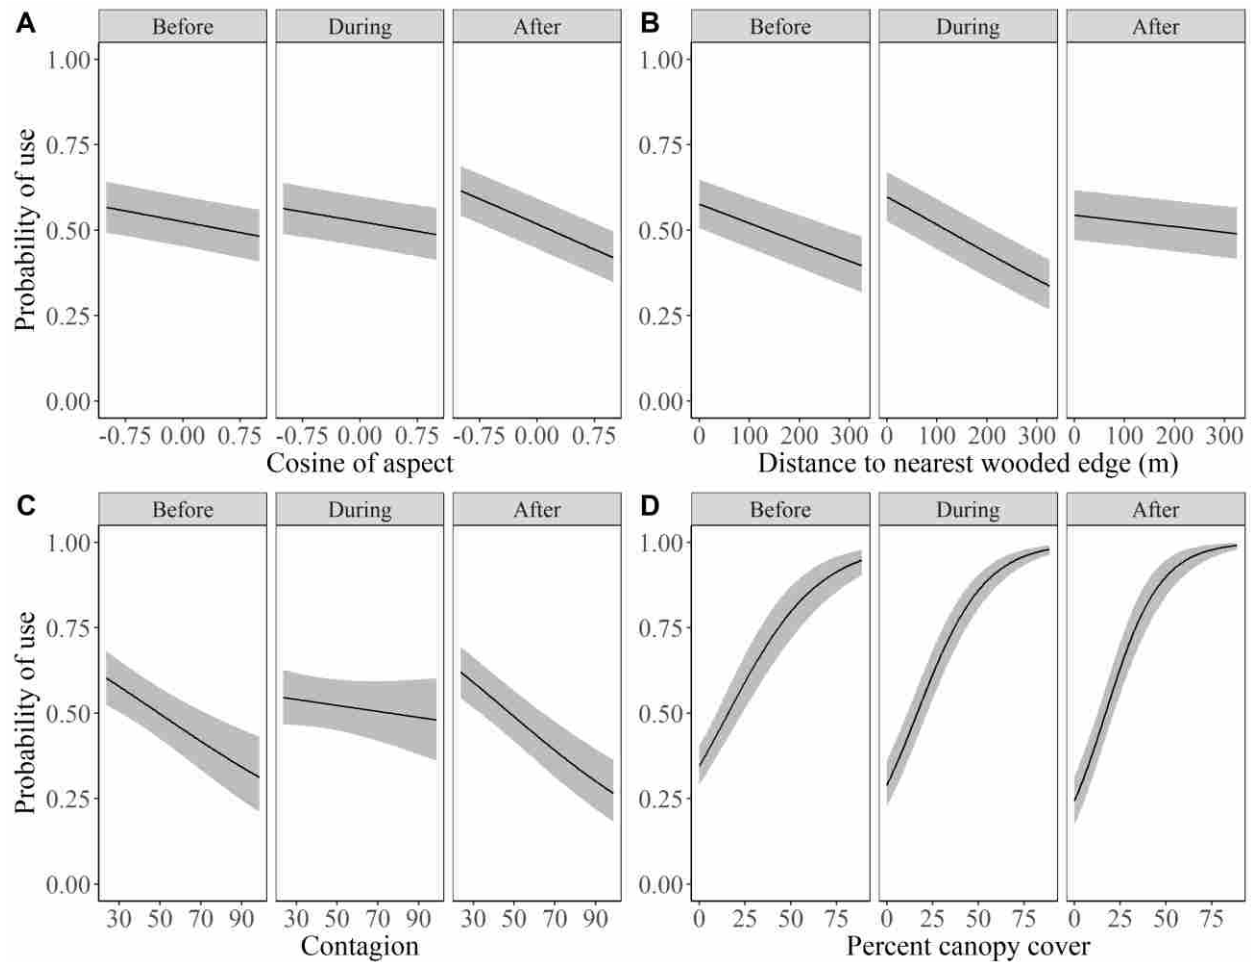 A Before During After B Before During After
1.00 1.00
0.75 0.75
0.50 0.50
0.25 0.25
0.00 0.00
Probability of use
-0.75 0.00 0.75 -0.75 0.00 0.75 -0.75 0.00 0.75 0 100 200 300 0 100 200 300 0 100 200 300
Cosine of aspect Distance to nearest wooded edge (m)
C Before During After D Before During After
1.00 1.00
0.75 0.75
0.50 0.50
0.25 0.25
0.00 0.00
Probability of use
30 50 70 90 30 50 70 90 30 50 70 90 0 25 50 75 0 25 50 75 0 25 50 75
Contagion Percent canopy cover